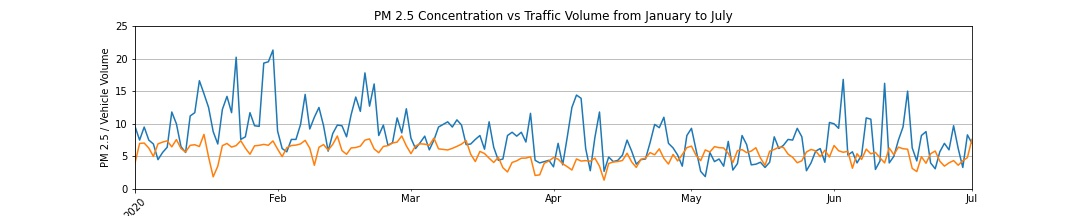 PM 2.5 Concentration vs Traffic Volume from January to July
PM 2.5 / Vehicle Volume
25
20
15
10
5
0
2020
Feb
Mar
Apr
May
Jun
Jul